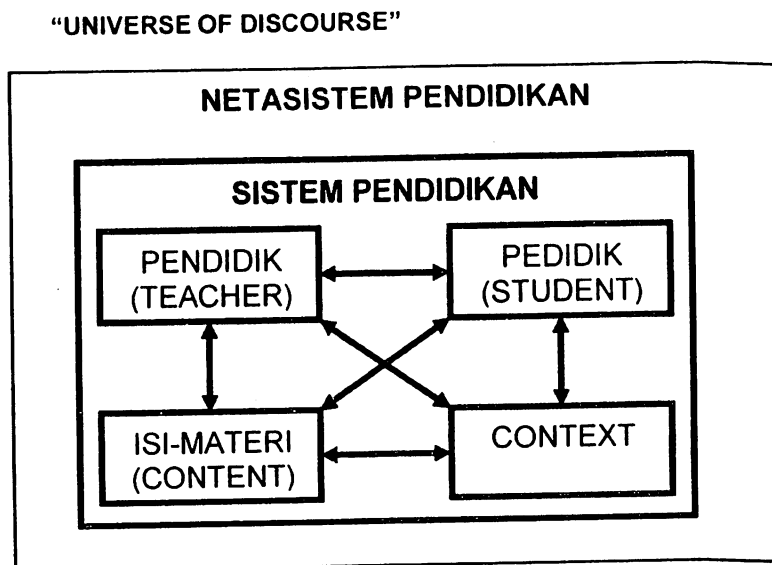 “UNIVERSE OF DISCOURSE”
NETASISTEM PENDIDIKAN
SISTEM PENDIDIKAN
PENDIDIK
(TEACHER)
PEDIDIK
(STUDENT)
ISI-MATERI
(CONTENT)
CONTEXT